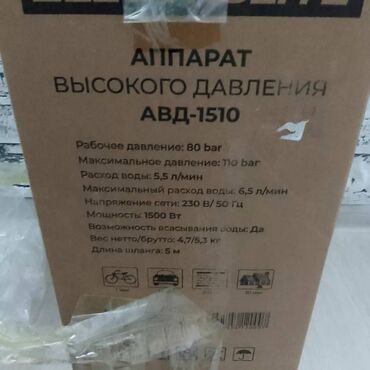 АППАРАТ
ВЫСОКОГО ДАВЛЕНИЯ
АВД-1510
Рабочее давление: 80 bar
Максимальное давление: 110 bar
Расход воды: 5,5 л/мин
Максимальный расход воды: 6,5 л/мин
Напряжение сети: 230 В/ 50 Гц
Мощность: 1500 Вт
Возможность всасывания воды: Да
Вес нетто/брутто: 4,7/5,3 кг
Длина шланга: 5 м